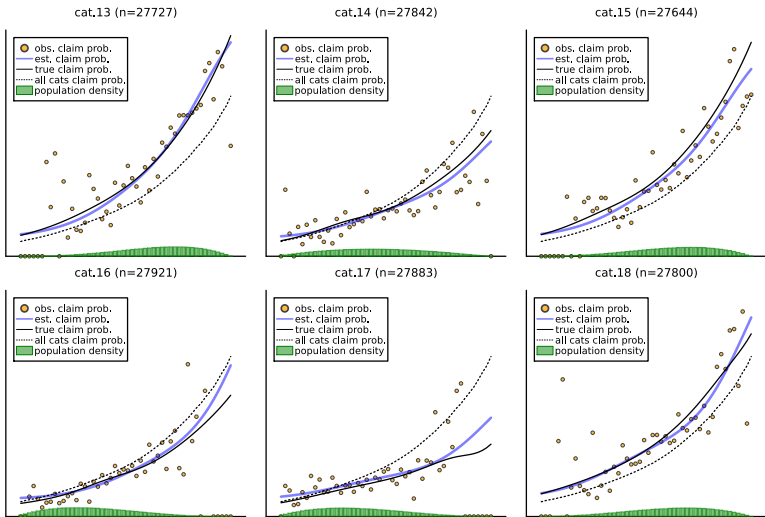 cat.13 (n=27727)
obs. claim prob.
est. claim prob.
true claim prob.
all cats claim prob.
population density
cat.14 (n=27842)
obs. claim prob.
est. claim prob.
true claim prob.
all cats claim prob.
population density
cat.15 (n=27644)
obs. claim prob.
est. claim prob.
true claim prob.
all cats claim prob.
population density
cat.16 (n=27921)
obs. claim prob.
est. claim prob.
true claim prob.
all cats claim prob.
population density
cat.17 (n=27883)
obs. claim prob.
est. claim prob.
true claim prob.
all cats claim prob.
population density
cat.18 (n=27800)
obs. claim prob.
est. claim prob.
true claim prob.
all cats claim prob.
population density